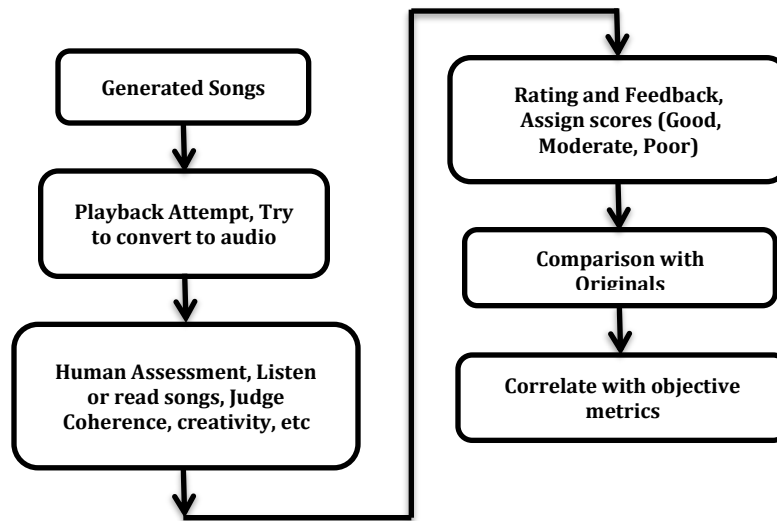 Generated Songs
Playback Attempt, Try
to convert to audio
Human Assessment, Listen
or read songs, Judge
Coherence, creativity, etc
Rating and Feedback,
Assign scores (Good,
Moderate, Poor)
Comparison with
Originals
Correlate with objective
metrics